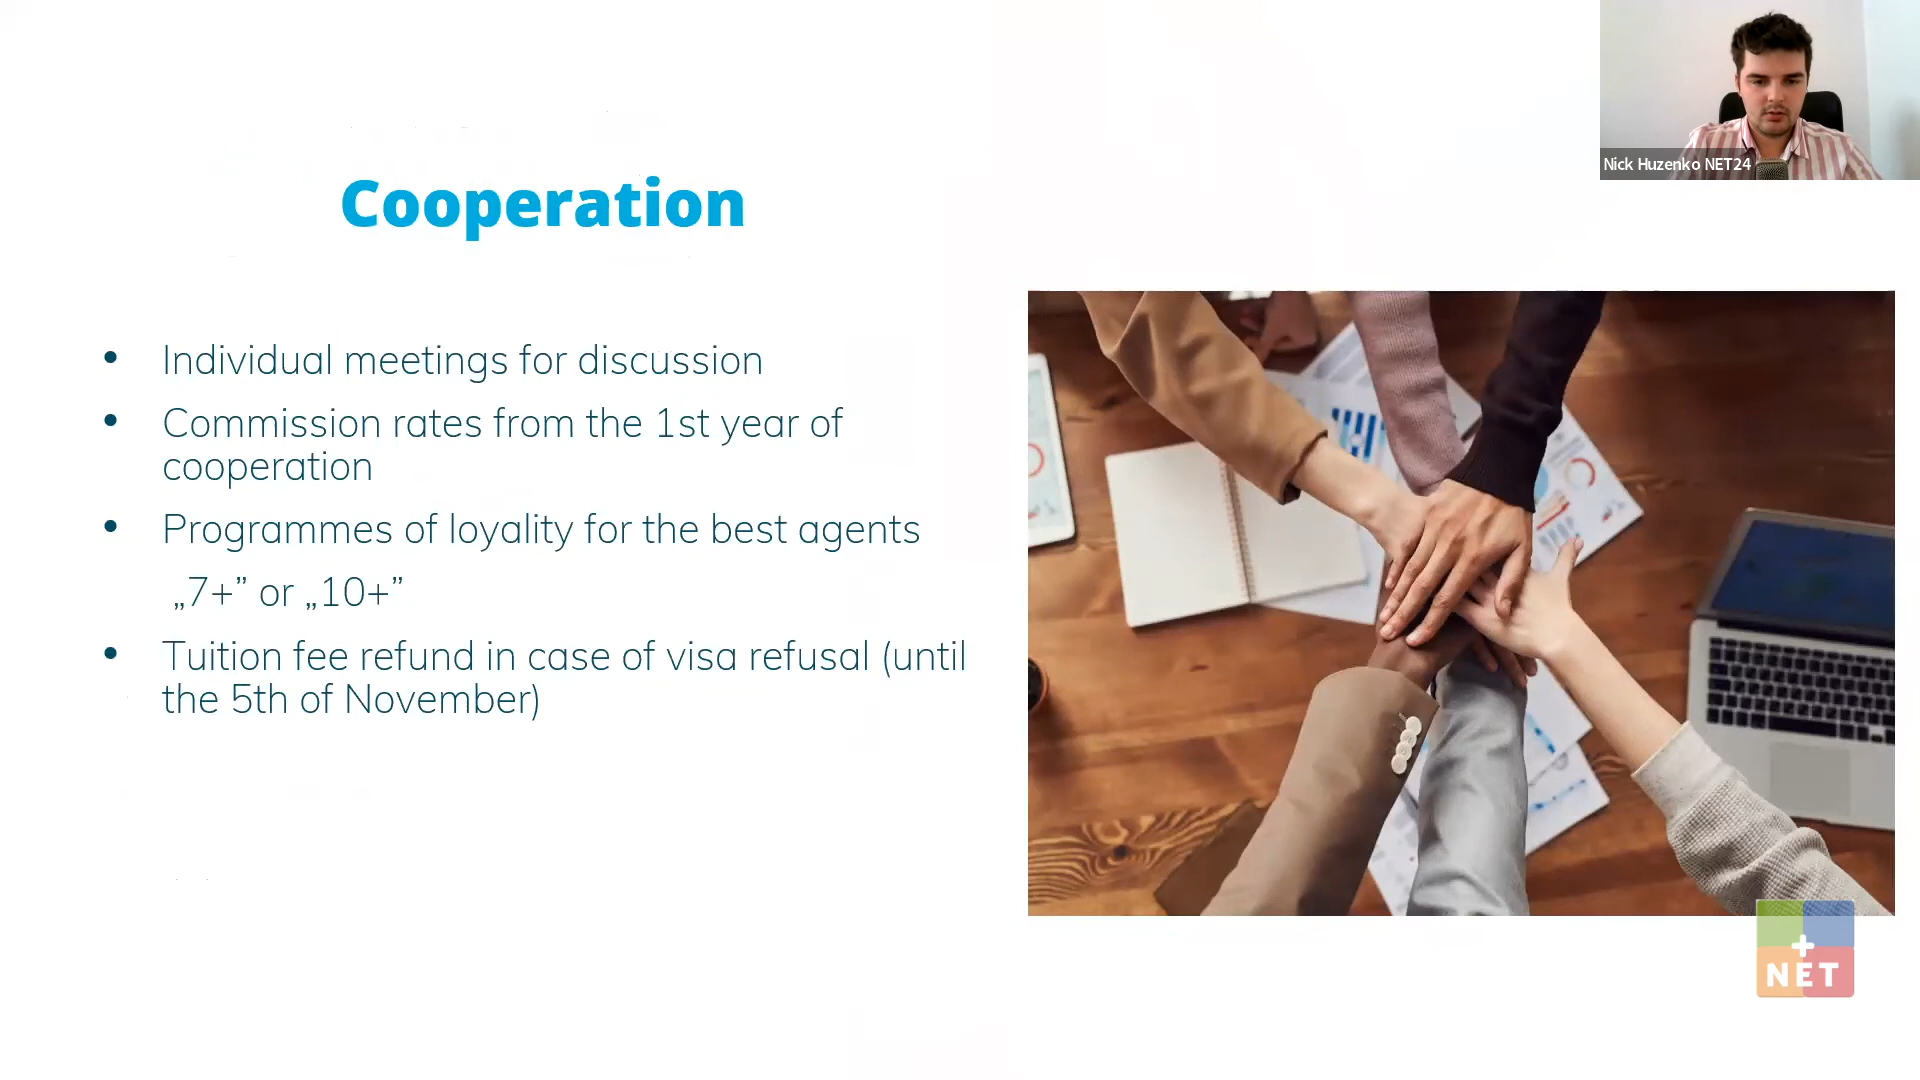 Nick Huzenko NET24
Cooperation
• Individual meetings for discussion
• Commission rates from the 1st year of
cooperation
• Programmes of loyality for the best agents
„7+” or „10+”
• Tuition fee refund in case of visa refusal (until
the 5th of November)
+
NET